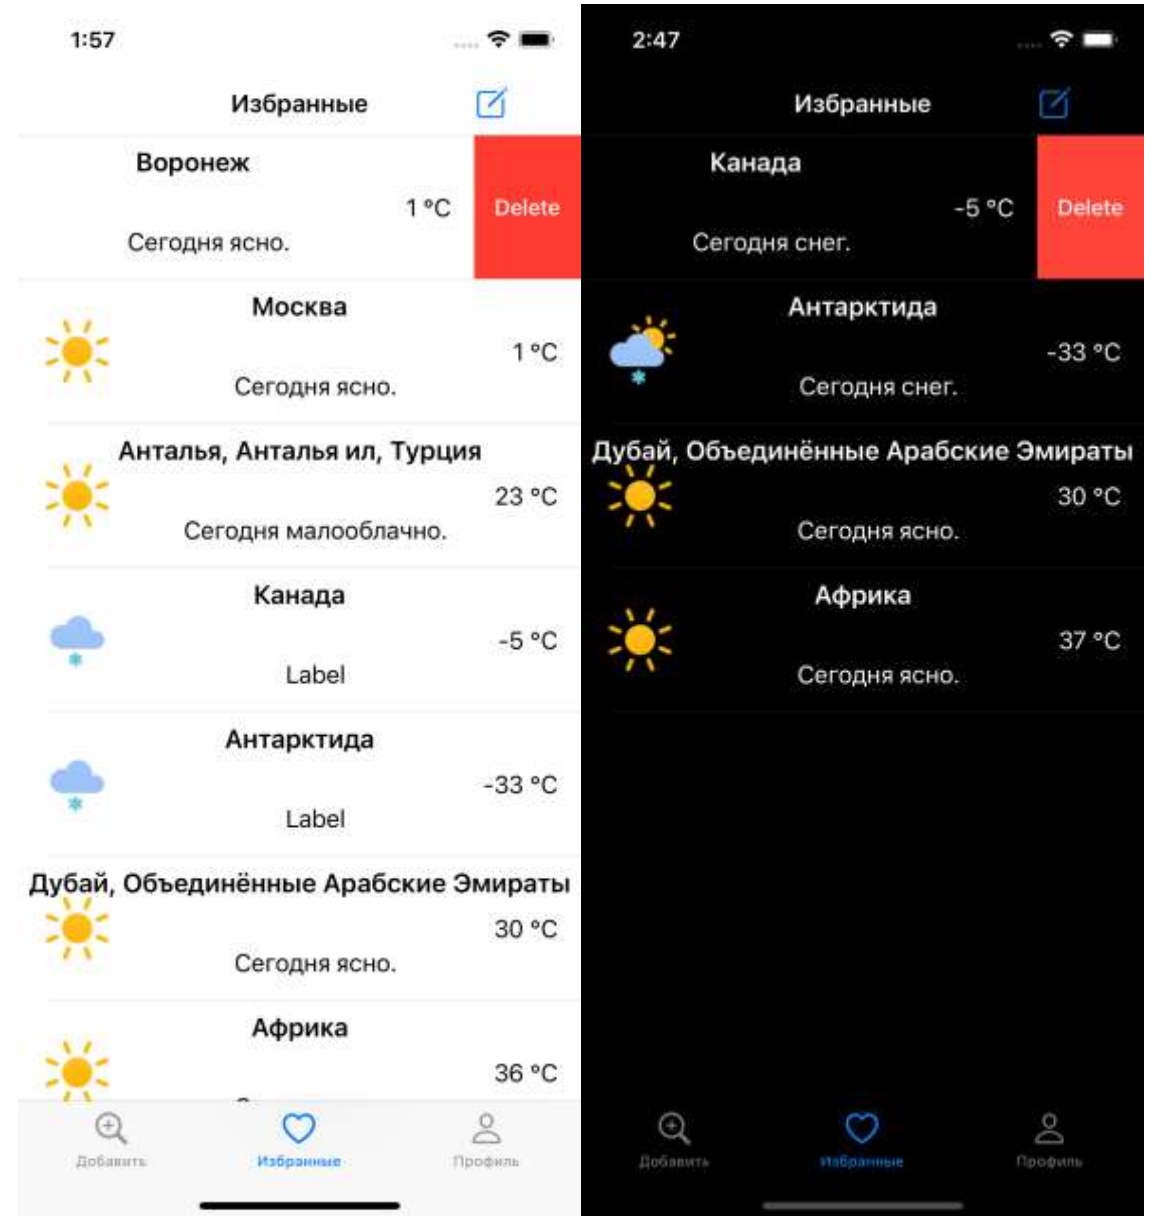 1:57
Избранные
Воронеж
1 °C
Delete
Сегодня ясно.
Москва
1 °C
Сегодня ясно.
Анталья, Анталья ил, Турция
23 °C
Сегодня малооблачно.
Канада
-5 °C
Label
Антарктида
-33 °C
Label
Дубай, Объединённые Арабские Эмираты
30 °C
Сегодня ясно.
Африка
36 °C
Добавить
Избранные
Профиль
2:47
Избранные
Канада
-5 °C
Delete
Сегодня снег.
Антарктида
-33 °C
Сегодня снег.
Дубай, Объединённые Арабские Эмираты
30 °C
Сегодня ясно.
Африка
37 °C
Сегодня ясно.
Добавить
Избранные
Профиль